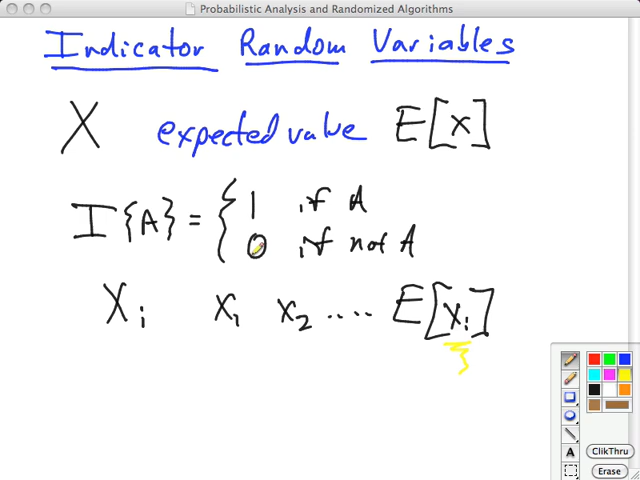 Probabilistic Analysis and Randomized Algorithms
Indicator Random Variables
X expected value E[x]
I{A} = { 1 if A
0 if not A
Xi x1 x2 .... E[xi]
A
ClikThru
Erase